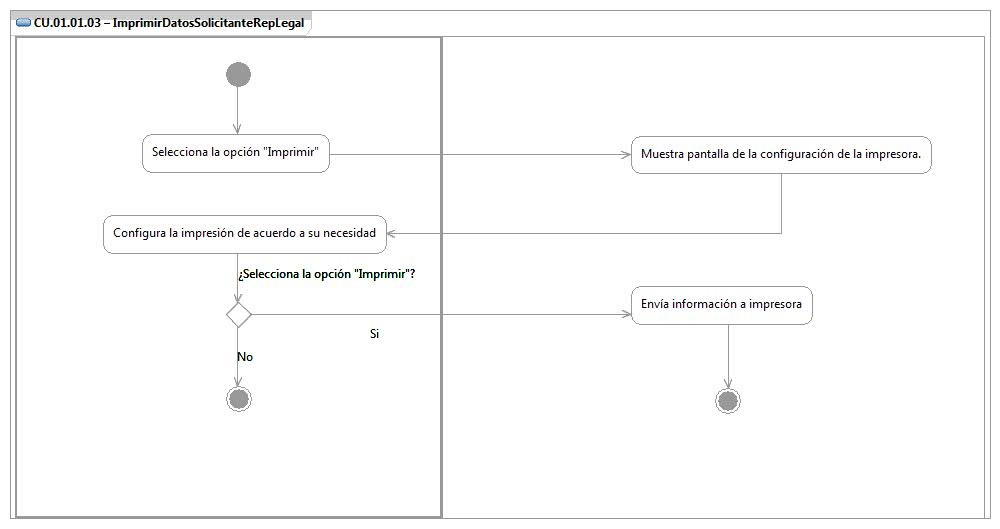 CU.01.01.03 – ImprimirDatosSolicitanteRepLegal
Selecciona la opción "Imprimir"
Muestra pantalla de la configuración de la impresora.
Configura la impresión de acuerdo a su necesidad
¿Selecciona la opción "Imprimir"?
Envía información a impresora
Si
No